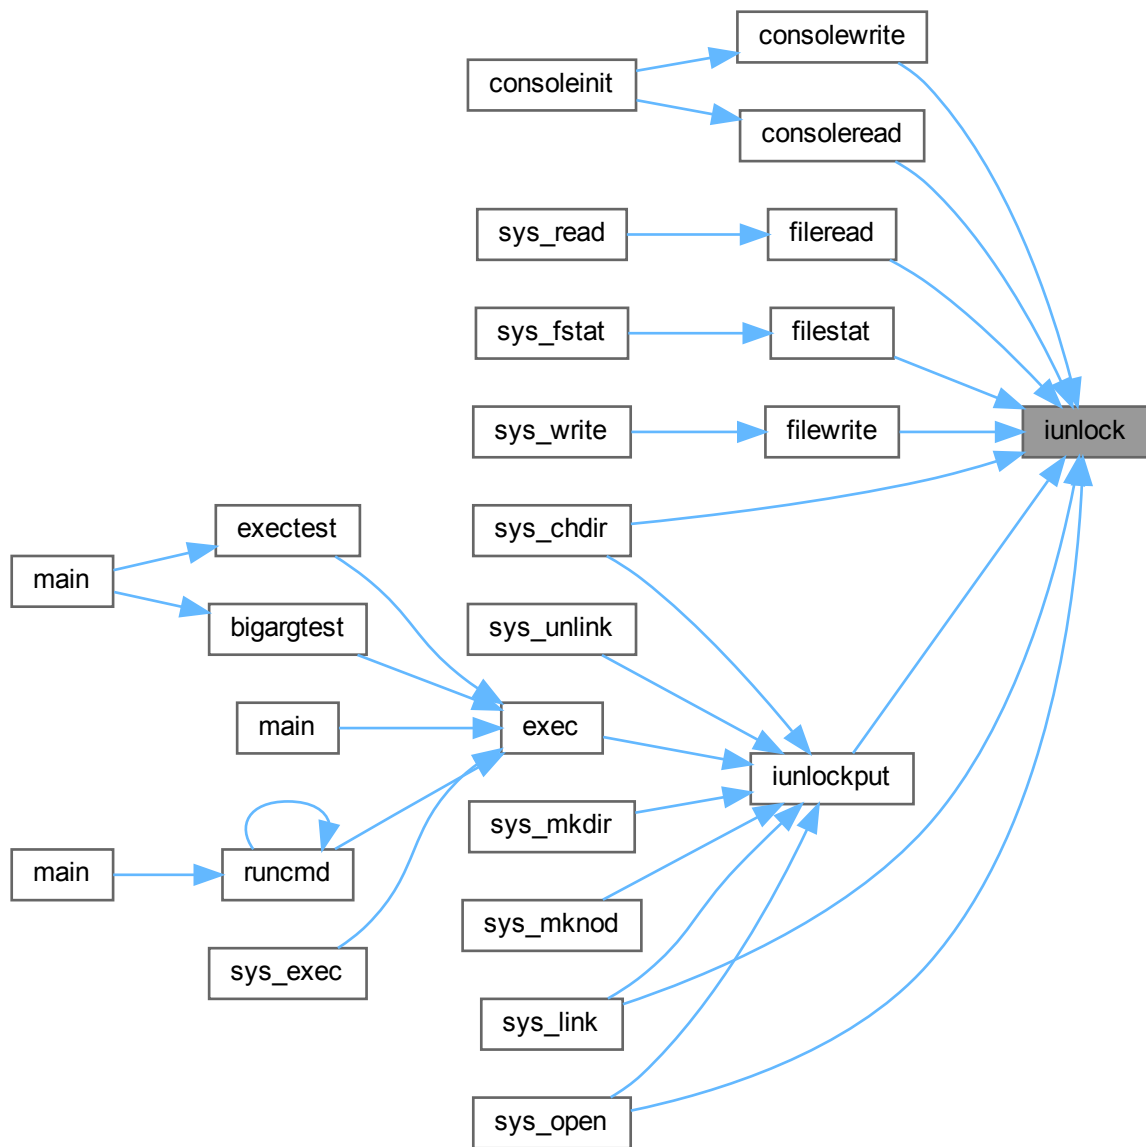 consolewrite
consoleinit
consoleread
sys_read
fileread
sys_fstat
filestat
sys_write
filewrite
iunlock
sys_chdir
exectest
main
bigargtest
sys_unlink
main
exec
iunlockput
sys_mkdir
main
runcmd
sys_mknod
sys_exec
sys_link
sys_open